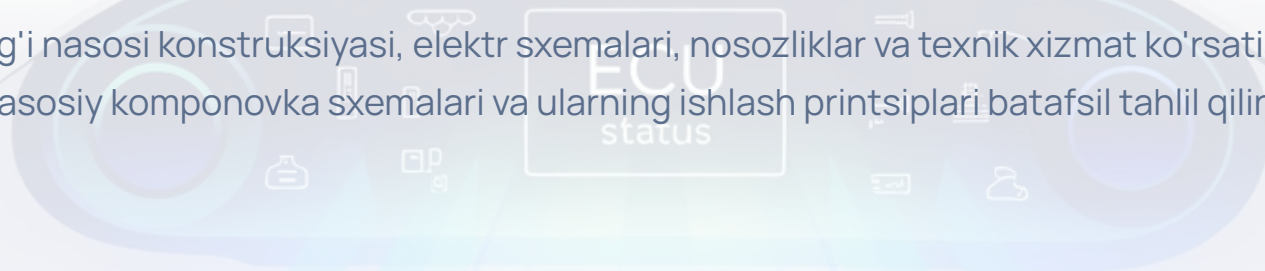 g'i nasosi konstruksiyasi, elektr sxemalari, nosozliklar va texnik xizmat ko'rsati
asosiy komponovka sxemalari va ularning ishlash printsiplari batafsil tahlil qilin
ECU
status